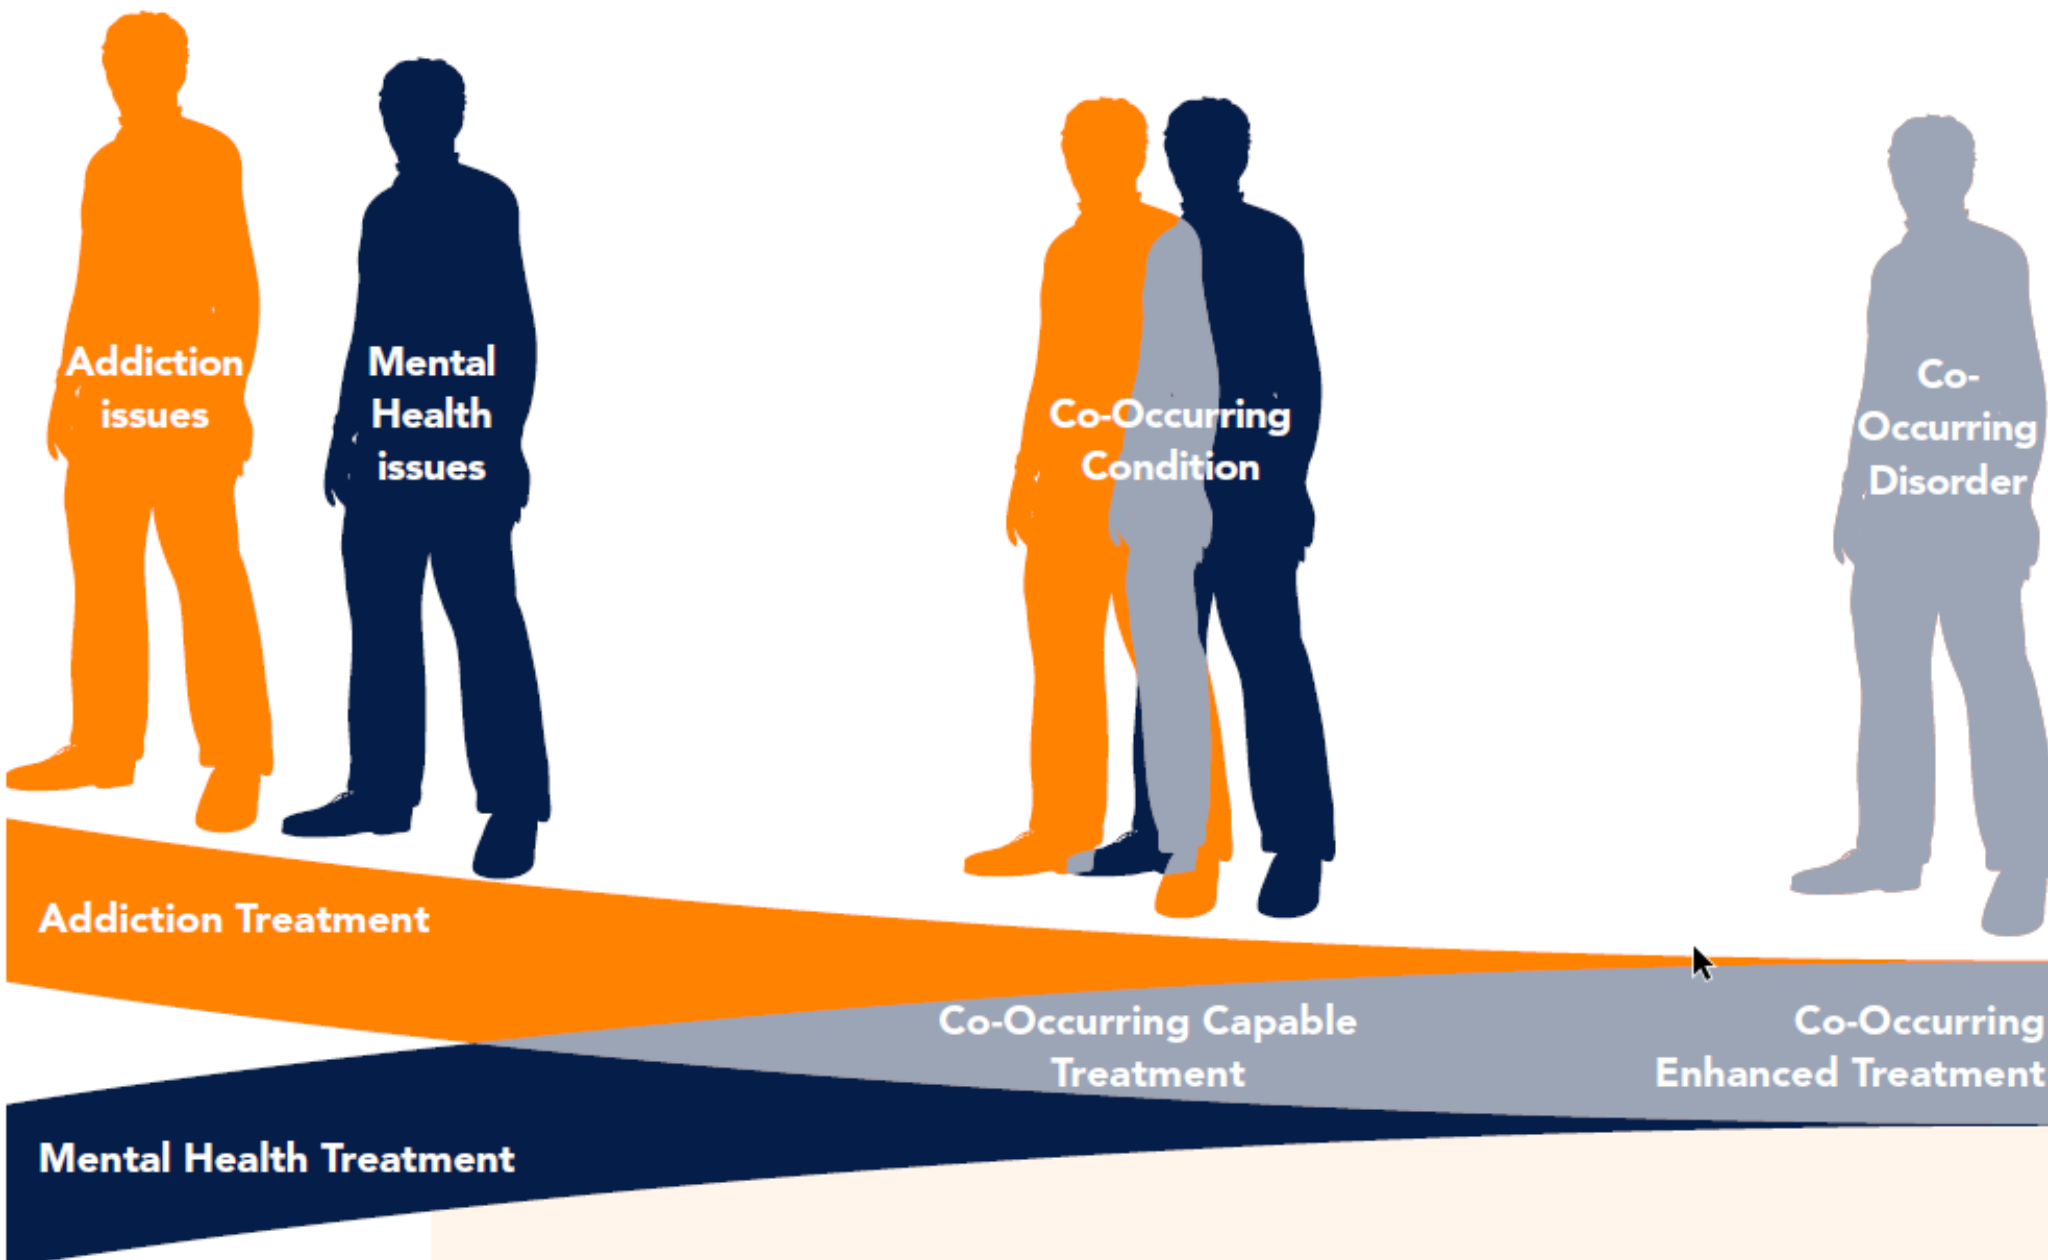 Addiction
issues
Mental
Health
issues
Co-Occurring
Condition
Co-
Occurring
Disorder
Addiction Treatment
Co-Occurring Capable
Treatment
Co-Occurring
Enhanced Treatment
Mental Health Treatment